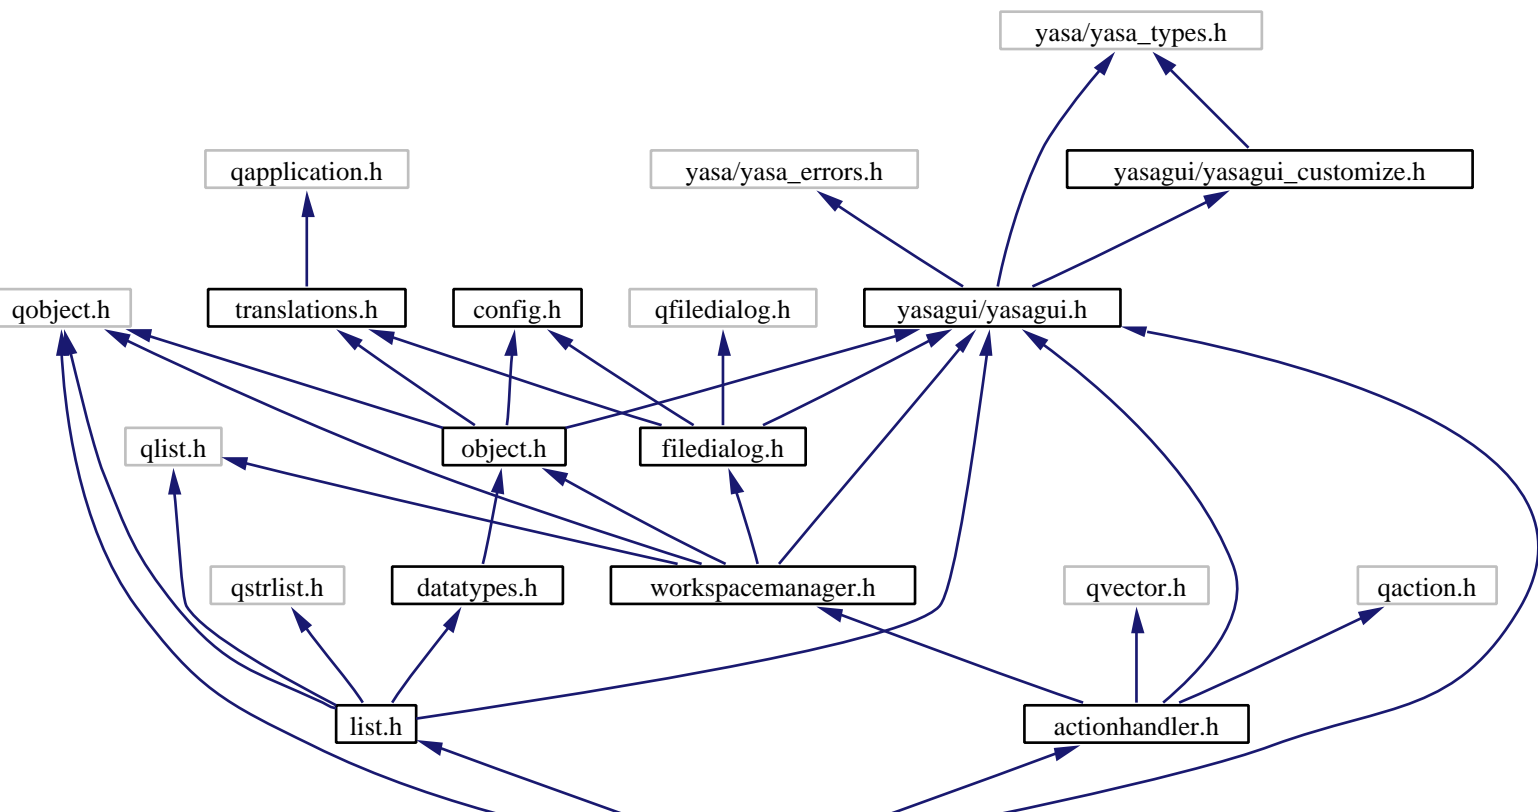 yasa/yasa_types.h
qapplication.h
yasa/yasa_errors.h
yasagui/yasagui_customize.h
qobject.h
translations.h
config.h
qfiledialog.h
yasagui/yasagui.h
qlist.h
object.h
filedialog.h
qstrlist.h
datatypes.h
workspacemanager.h
qvector.h
qaction.h
list.h
actionhandler.h